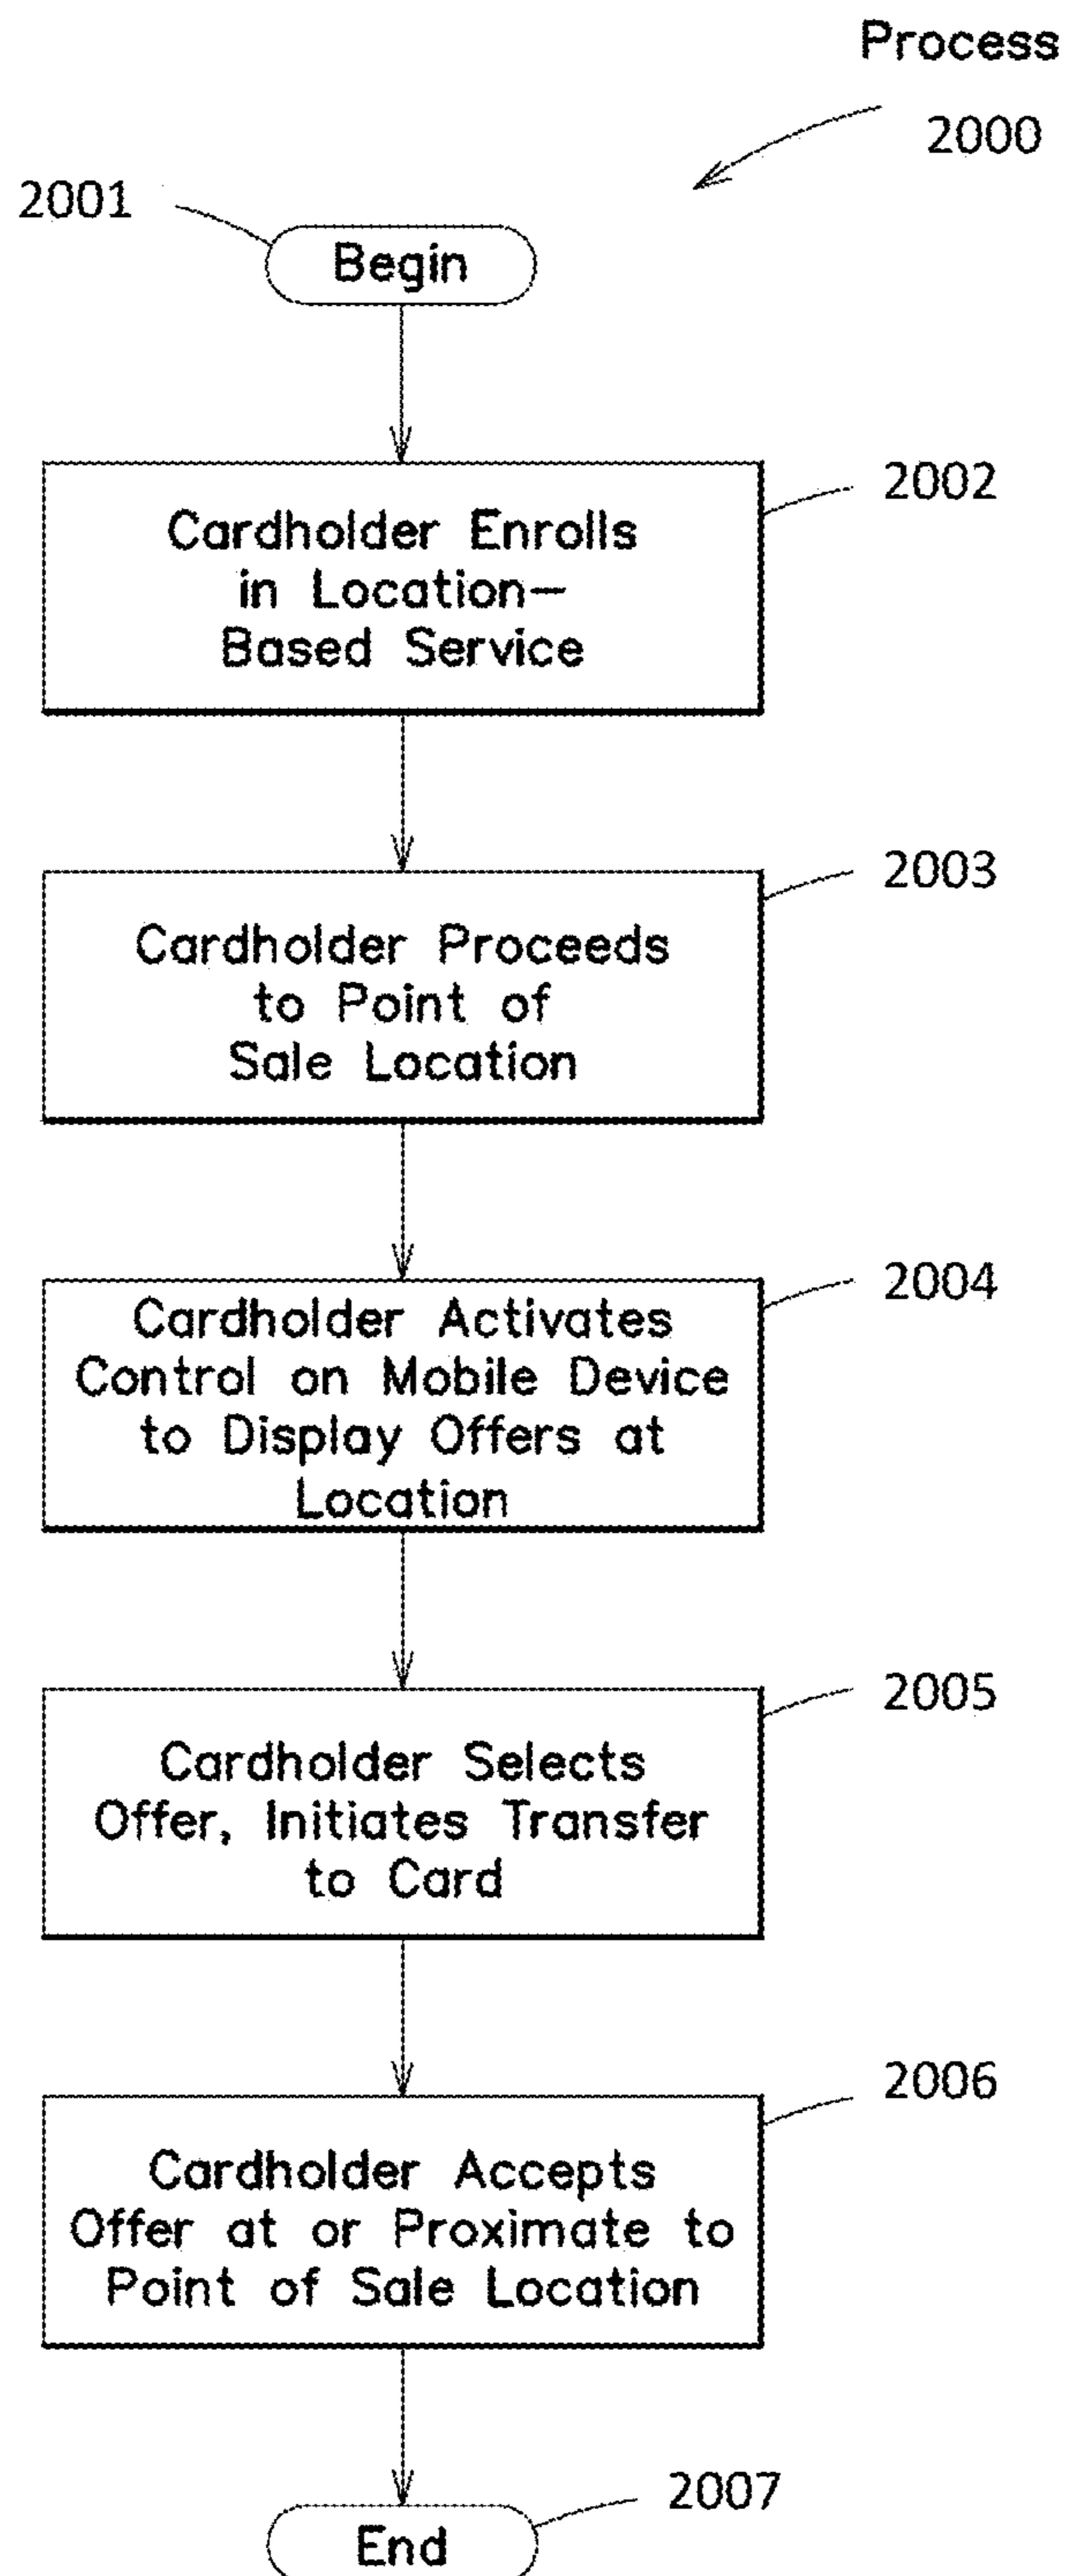 Process
2000
2001
Begin
2002
Cardholder Enrolls
in Location—
Based Service
2003
Cardholder Proceeds
to Point of
Sale Location
2004
Cardholder Activates
Control on Mobile Device
to Display Offers at
Location
2005
Cardholder Selects
Offer, Initiates Transfer
to Card
2006
Cardholder Accepts
Offer at or Proximate to
Point of Sale Location
2007
End